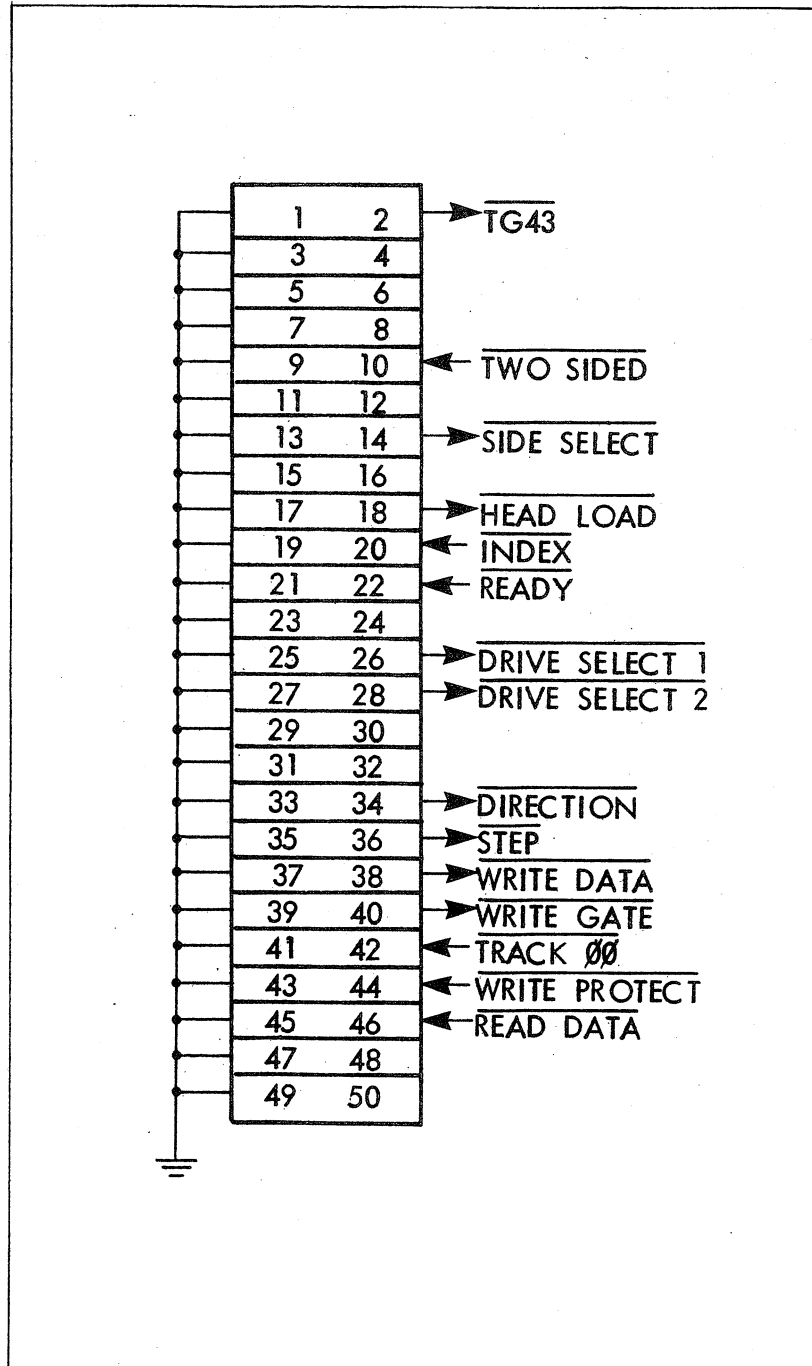 1 2 TG43
3 4
5 6
7 8
9 10 TWO SIDED
11 12
13 14 SIDE SELECT
15 16
17 18 HEAD LOAD
19 20 INDEX
21 22 READY
23 24
25 26 DRIVE SELECT 1
27 28 DRIVE SELECT 2
29 30
31 32
33 34 DIRECTION
35 36 STEP
37 38 WRITE DATA
39 40 WRITE GATE
41 42 TRACK 00
43 44 WRITE PROTECT
45 46 READ DATA
47 48
49 50